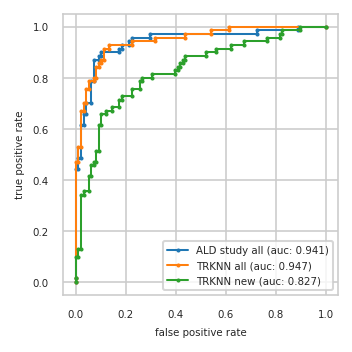 1.0
0.8
0.6
0.4
0.2
0.0
true positive rate
ALD study all (auc: 0.941)
TRKNN all (auc: 0.947)
TRKNN new (auc: 0.827)
0.0 0.2 0.4 0.6 0.8 1.0
false positive rate